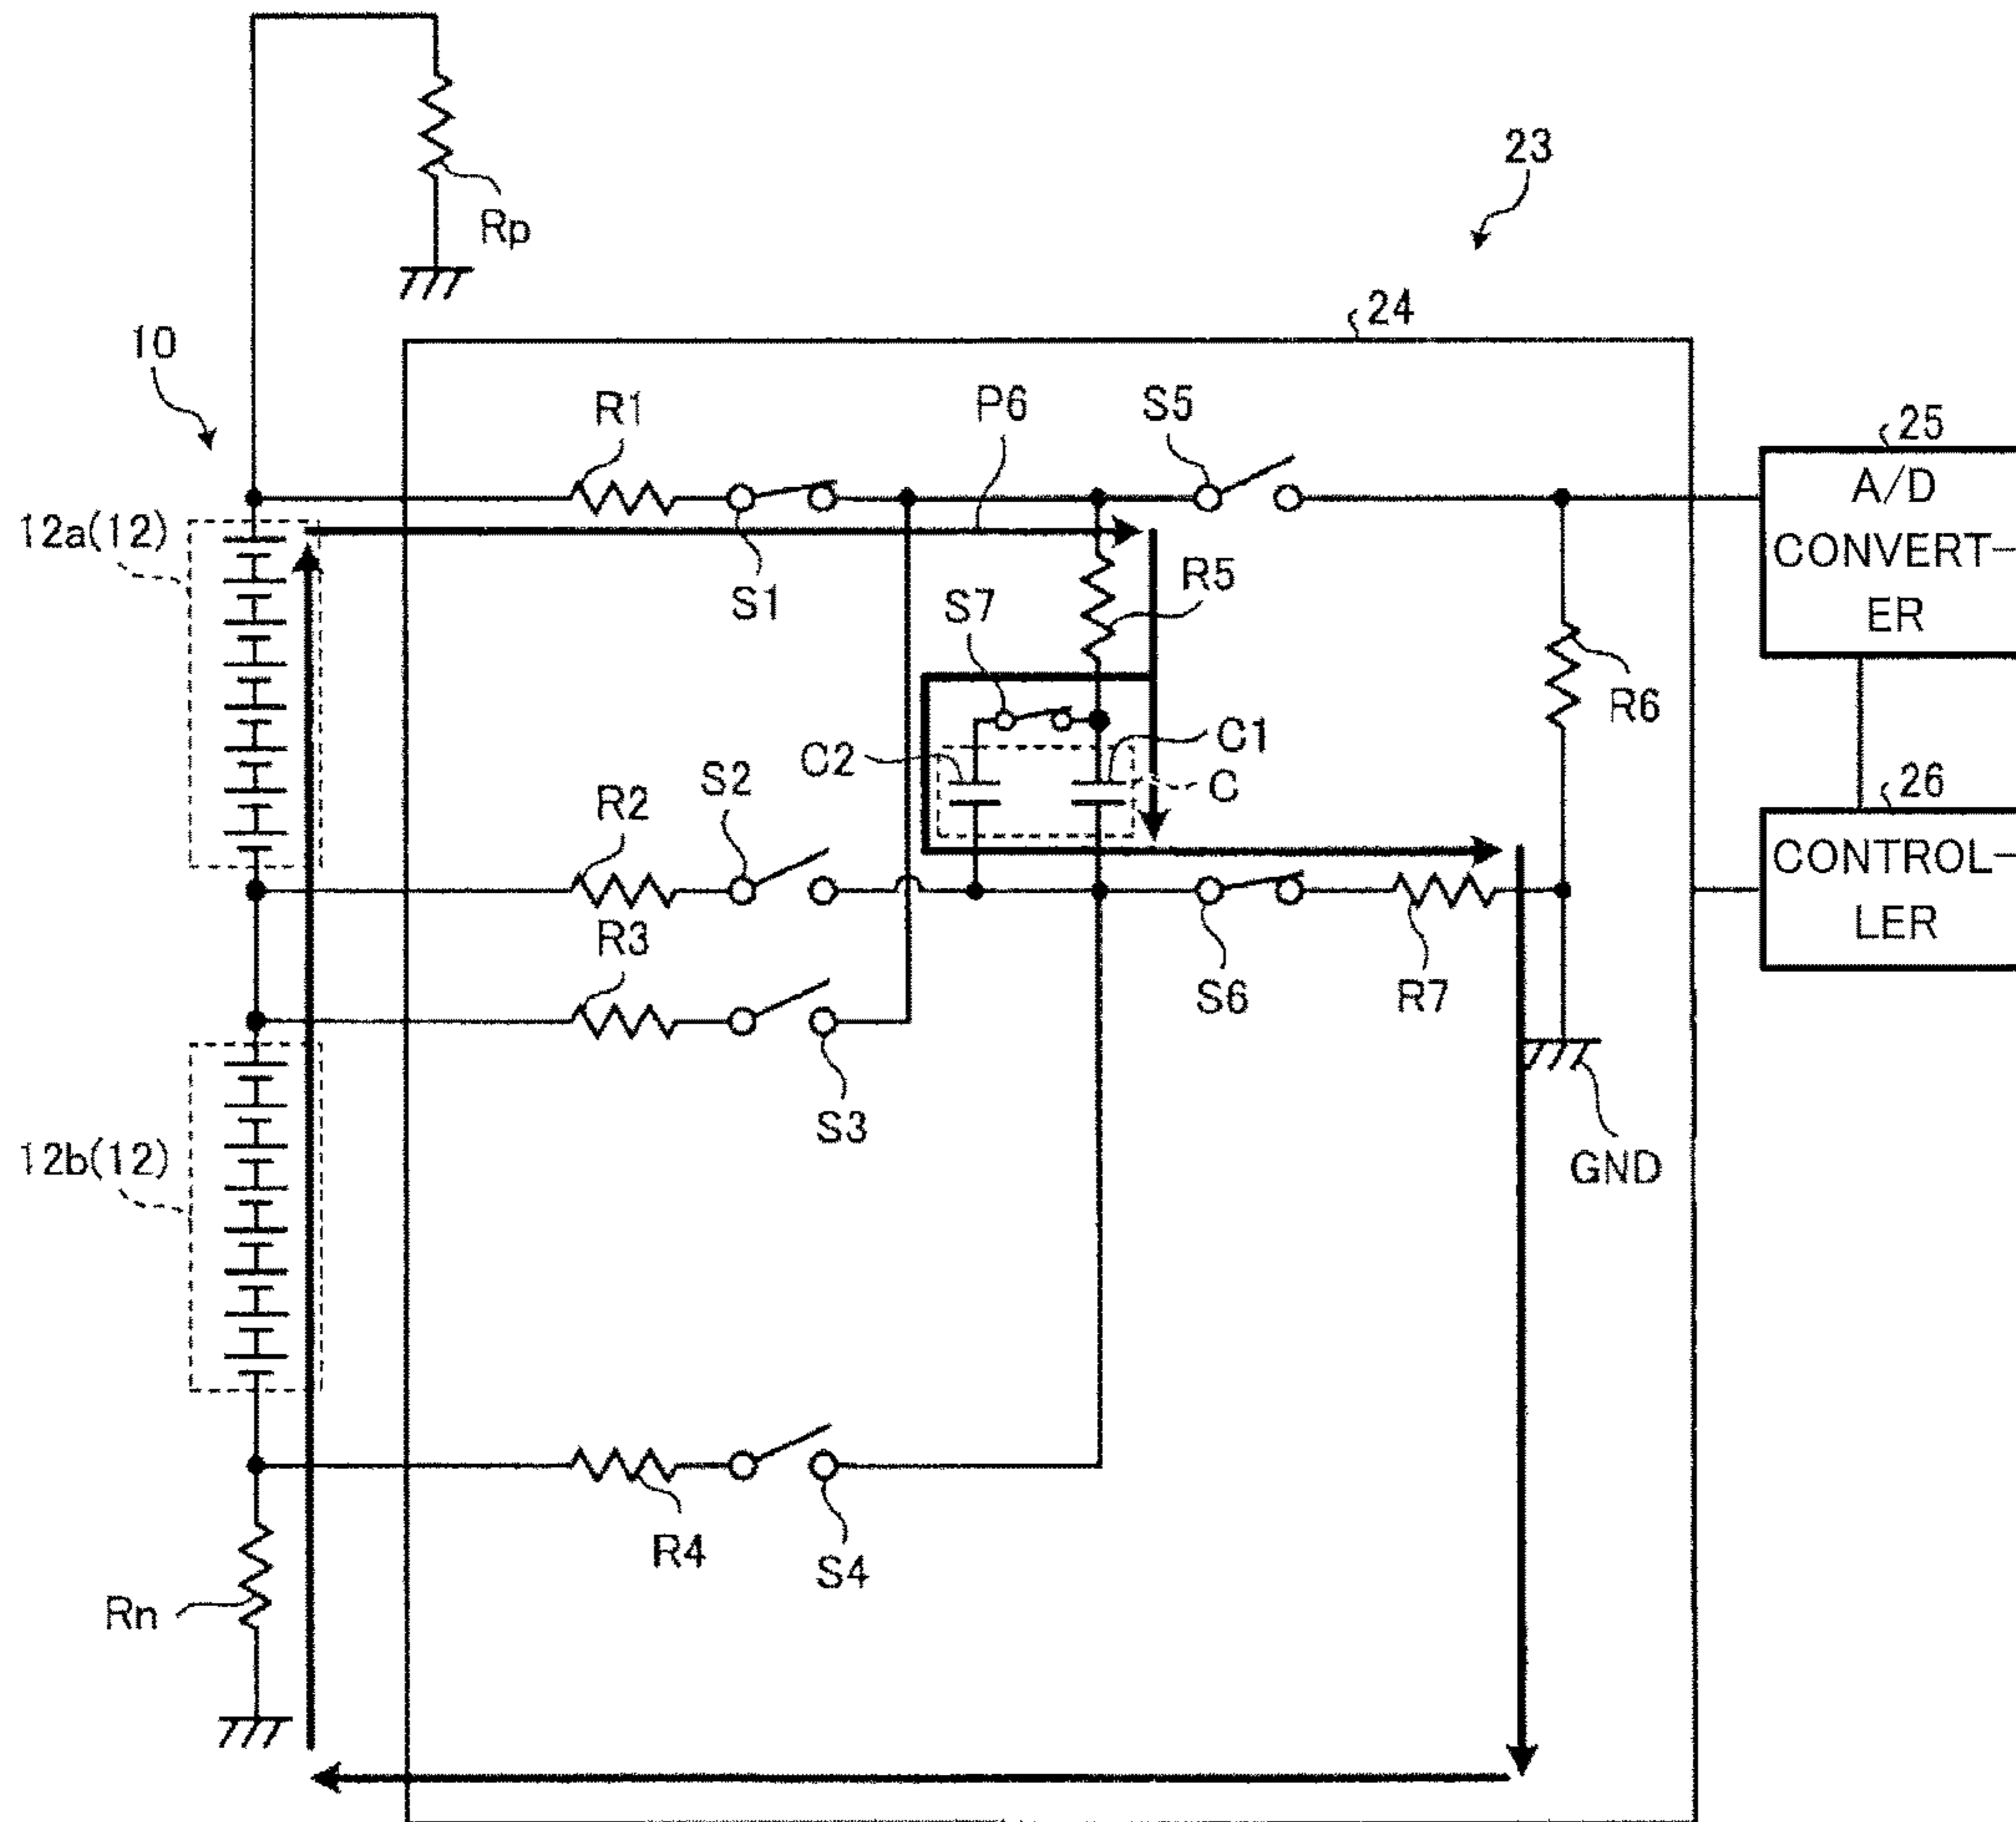 Rp
23
24
10
R1
P6
S5
25
A/D
CONVERT-
ER
12a(12)
S1
S7
R5
R6
C2
C1
C
R2
S2
26
CONTROL-
LER
R3
S6
R7
S3
12b(12)
GND
R4
S4
Rn